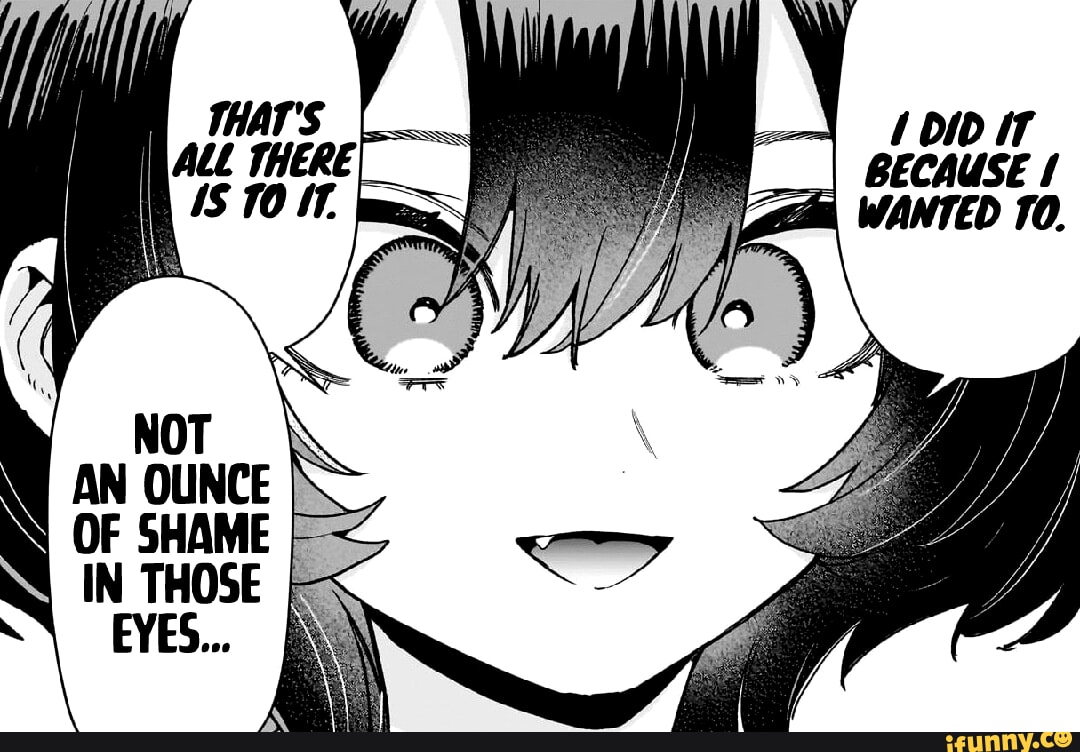 I DID IT
BECAUSE I
WANTED TO.
THAT'S
ALL THERE
IS TO IT.
NOT
AN OUNCE
OF SHAME
IN THOSE
EYES...
ifunny.co